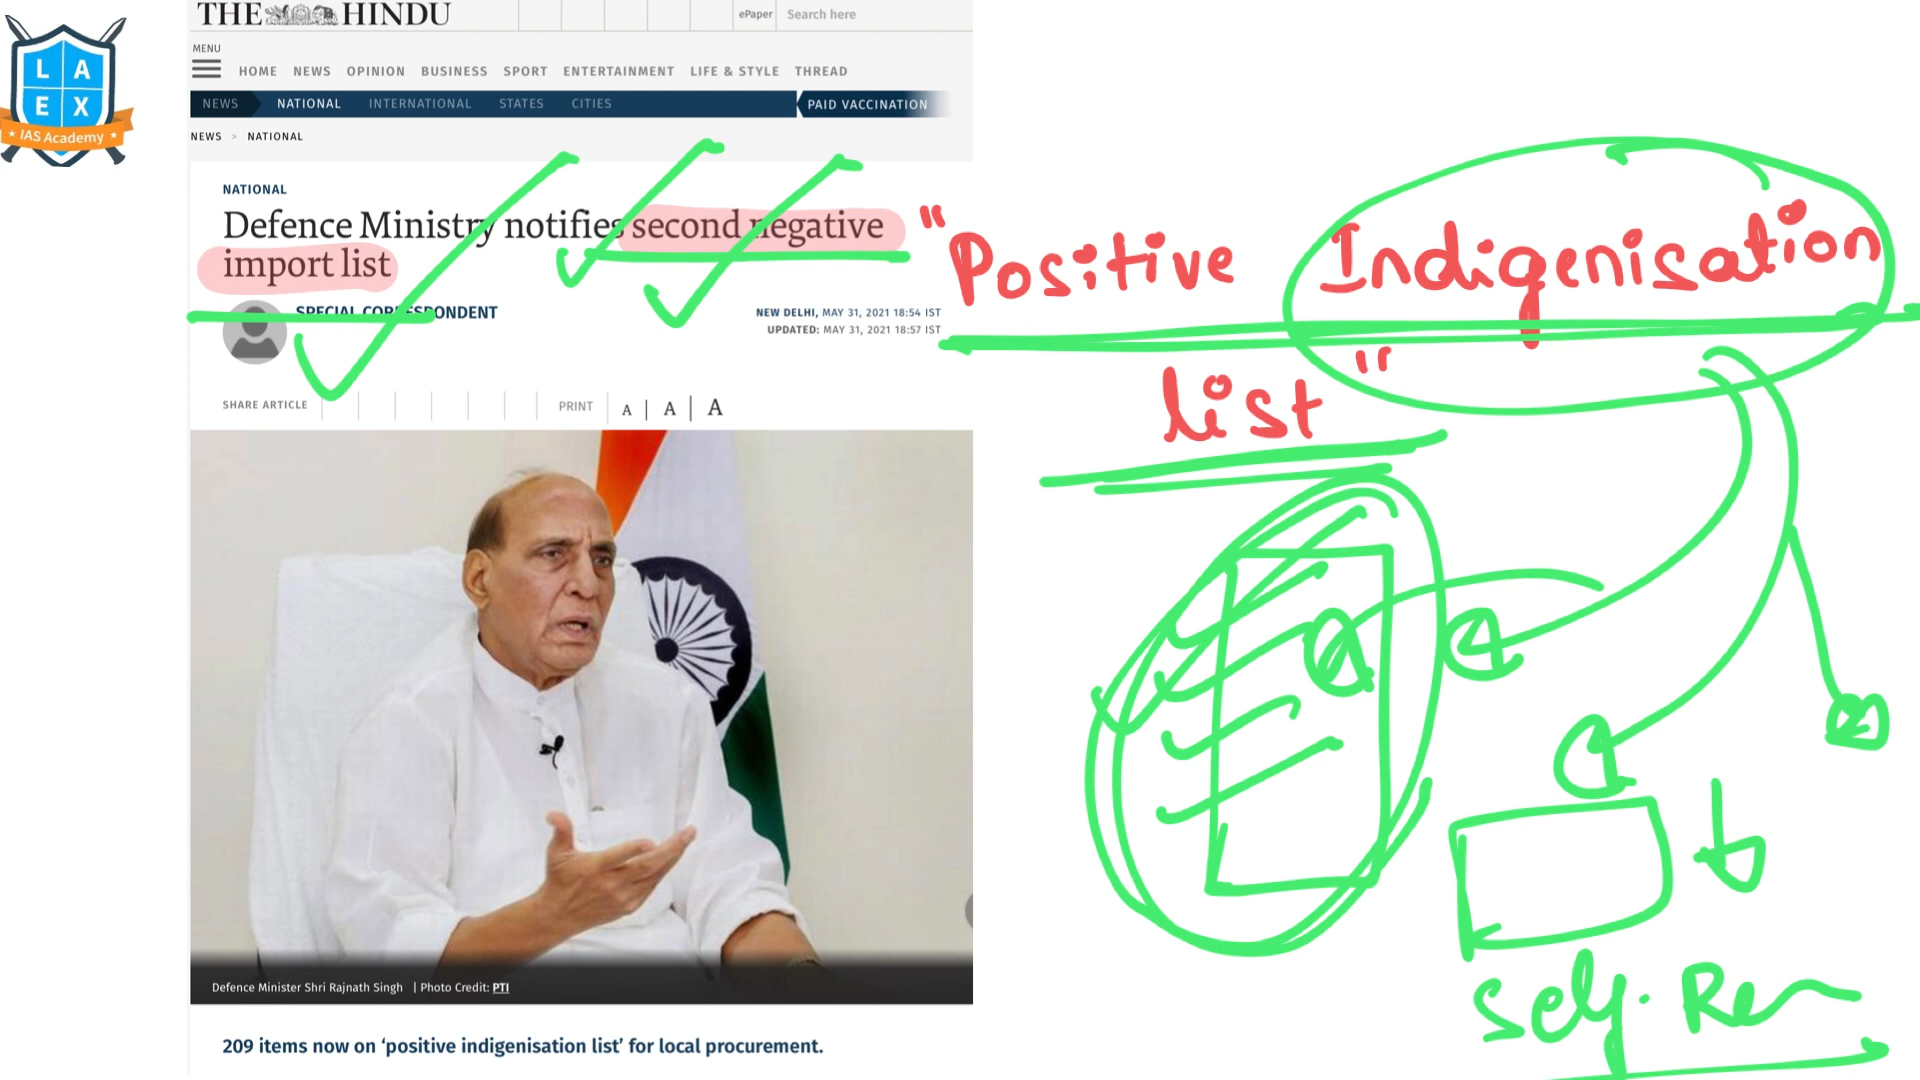 THE HINDU
ePaper
Search here
MENU
HOME NEWS OPINION BUSINESS SPORT ENTERTAINMENT LIFE & STYLE THREAD
NEWS NATIONAL INTERNATIONAL STATES CITIES PAID VACCINATION
NEWS > NATIONAL
L A
E X
IAS Academy
NATIONAL
Defence Ministry notifies second negative
import list
SPECIAL CORRESPONDENT
NEW DELHI, MAY 31, 2021 18:54 IST
UPDATED: MAY 31, 2021 18:57 IST
SHARE ARTICLE PRINT A | A | A
"Positive Indigenisation
list"
Defence Minister Shri Rajnath Singh | Photo Credit: PTI
209 items now on ‘positive indigenisation list’ for local procurement.
Self.